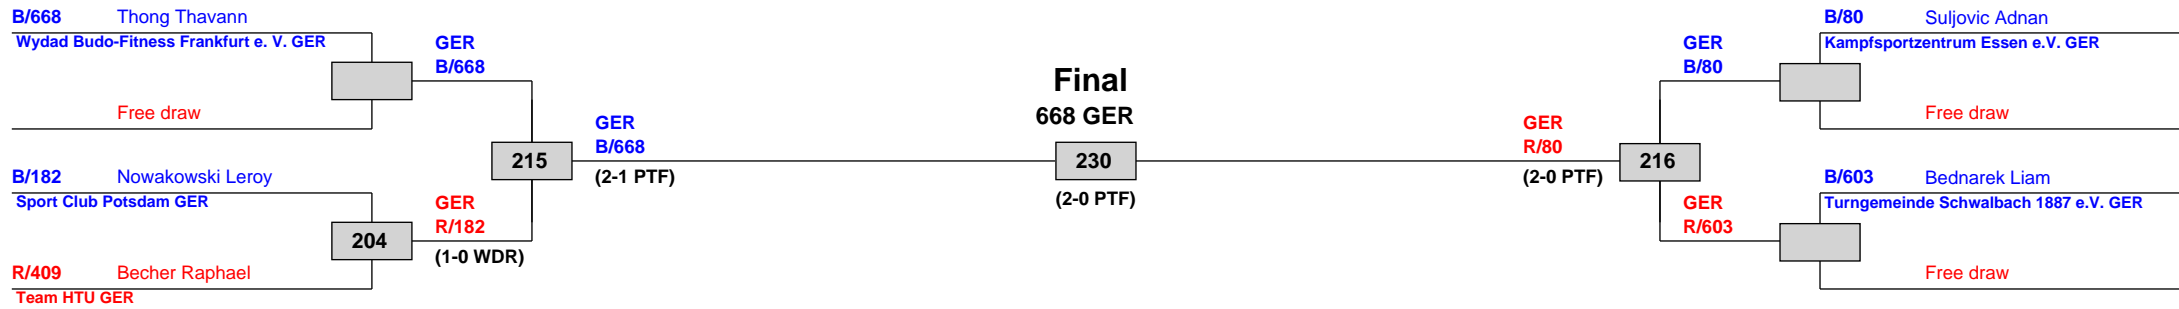 B/668 Thong Thavann
Wydad Budo-Fitness Frankfurt e. V. GER
GER
B/668
Free draw
215
GER
B/668
(2-1 PTF)
B/182 Nowakowski Leroy
Sport Club Potsdam GER
GER
R/182
204
(1-0 WDR)
R/409 Becher Raphael
Team HTU GER
Final
668 GER
230
(2-0 PTF)
GER
R/80
(2-0 PTF)
216
B/80 Suljovic Adnan
Kampfsportzentrum Essen e.V. GER
GER
B/80
Free draw
B/603 Bednarek Liam
Turngemeinde Schwalbach 1887 e.V. GER
GER
R/603
Free draw